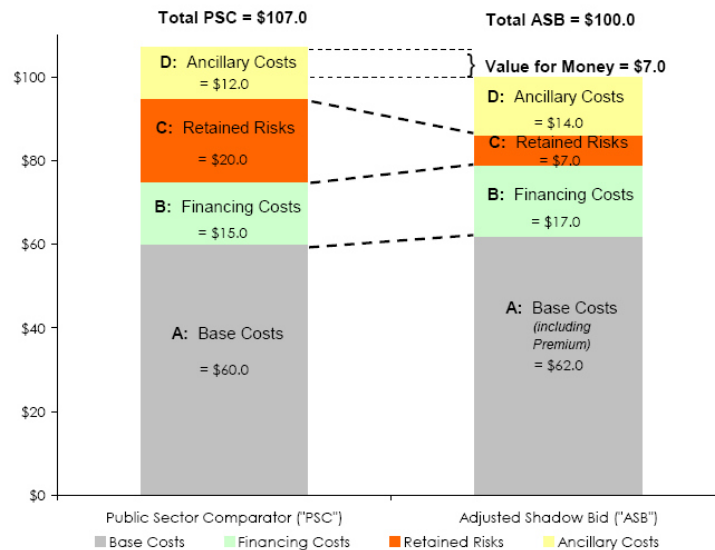 Total PSC = $107.0
Total ASB = $100.0
Value for Money = $7.0
$100
$80
$60
$40
$20
$0
D: Ancillary Costs
= $12.0
C: Retained Risks
= $20.0
B: Financing Costs
= $15.0
A: Base Costs
= $60.0
D: Ancillary Costs
= $14.0
C: Retained Risks
= $7.0
B: Financing Costs
= $17.0
A: Base Costs
(including
Premium)
= $62.0
Public Sector Comparator ("PSC")
Adjusted Shadow Bid ("ASB")
Base Costs
Financing Costs
Retained Risks
Ancillary Costs